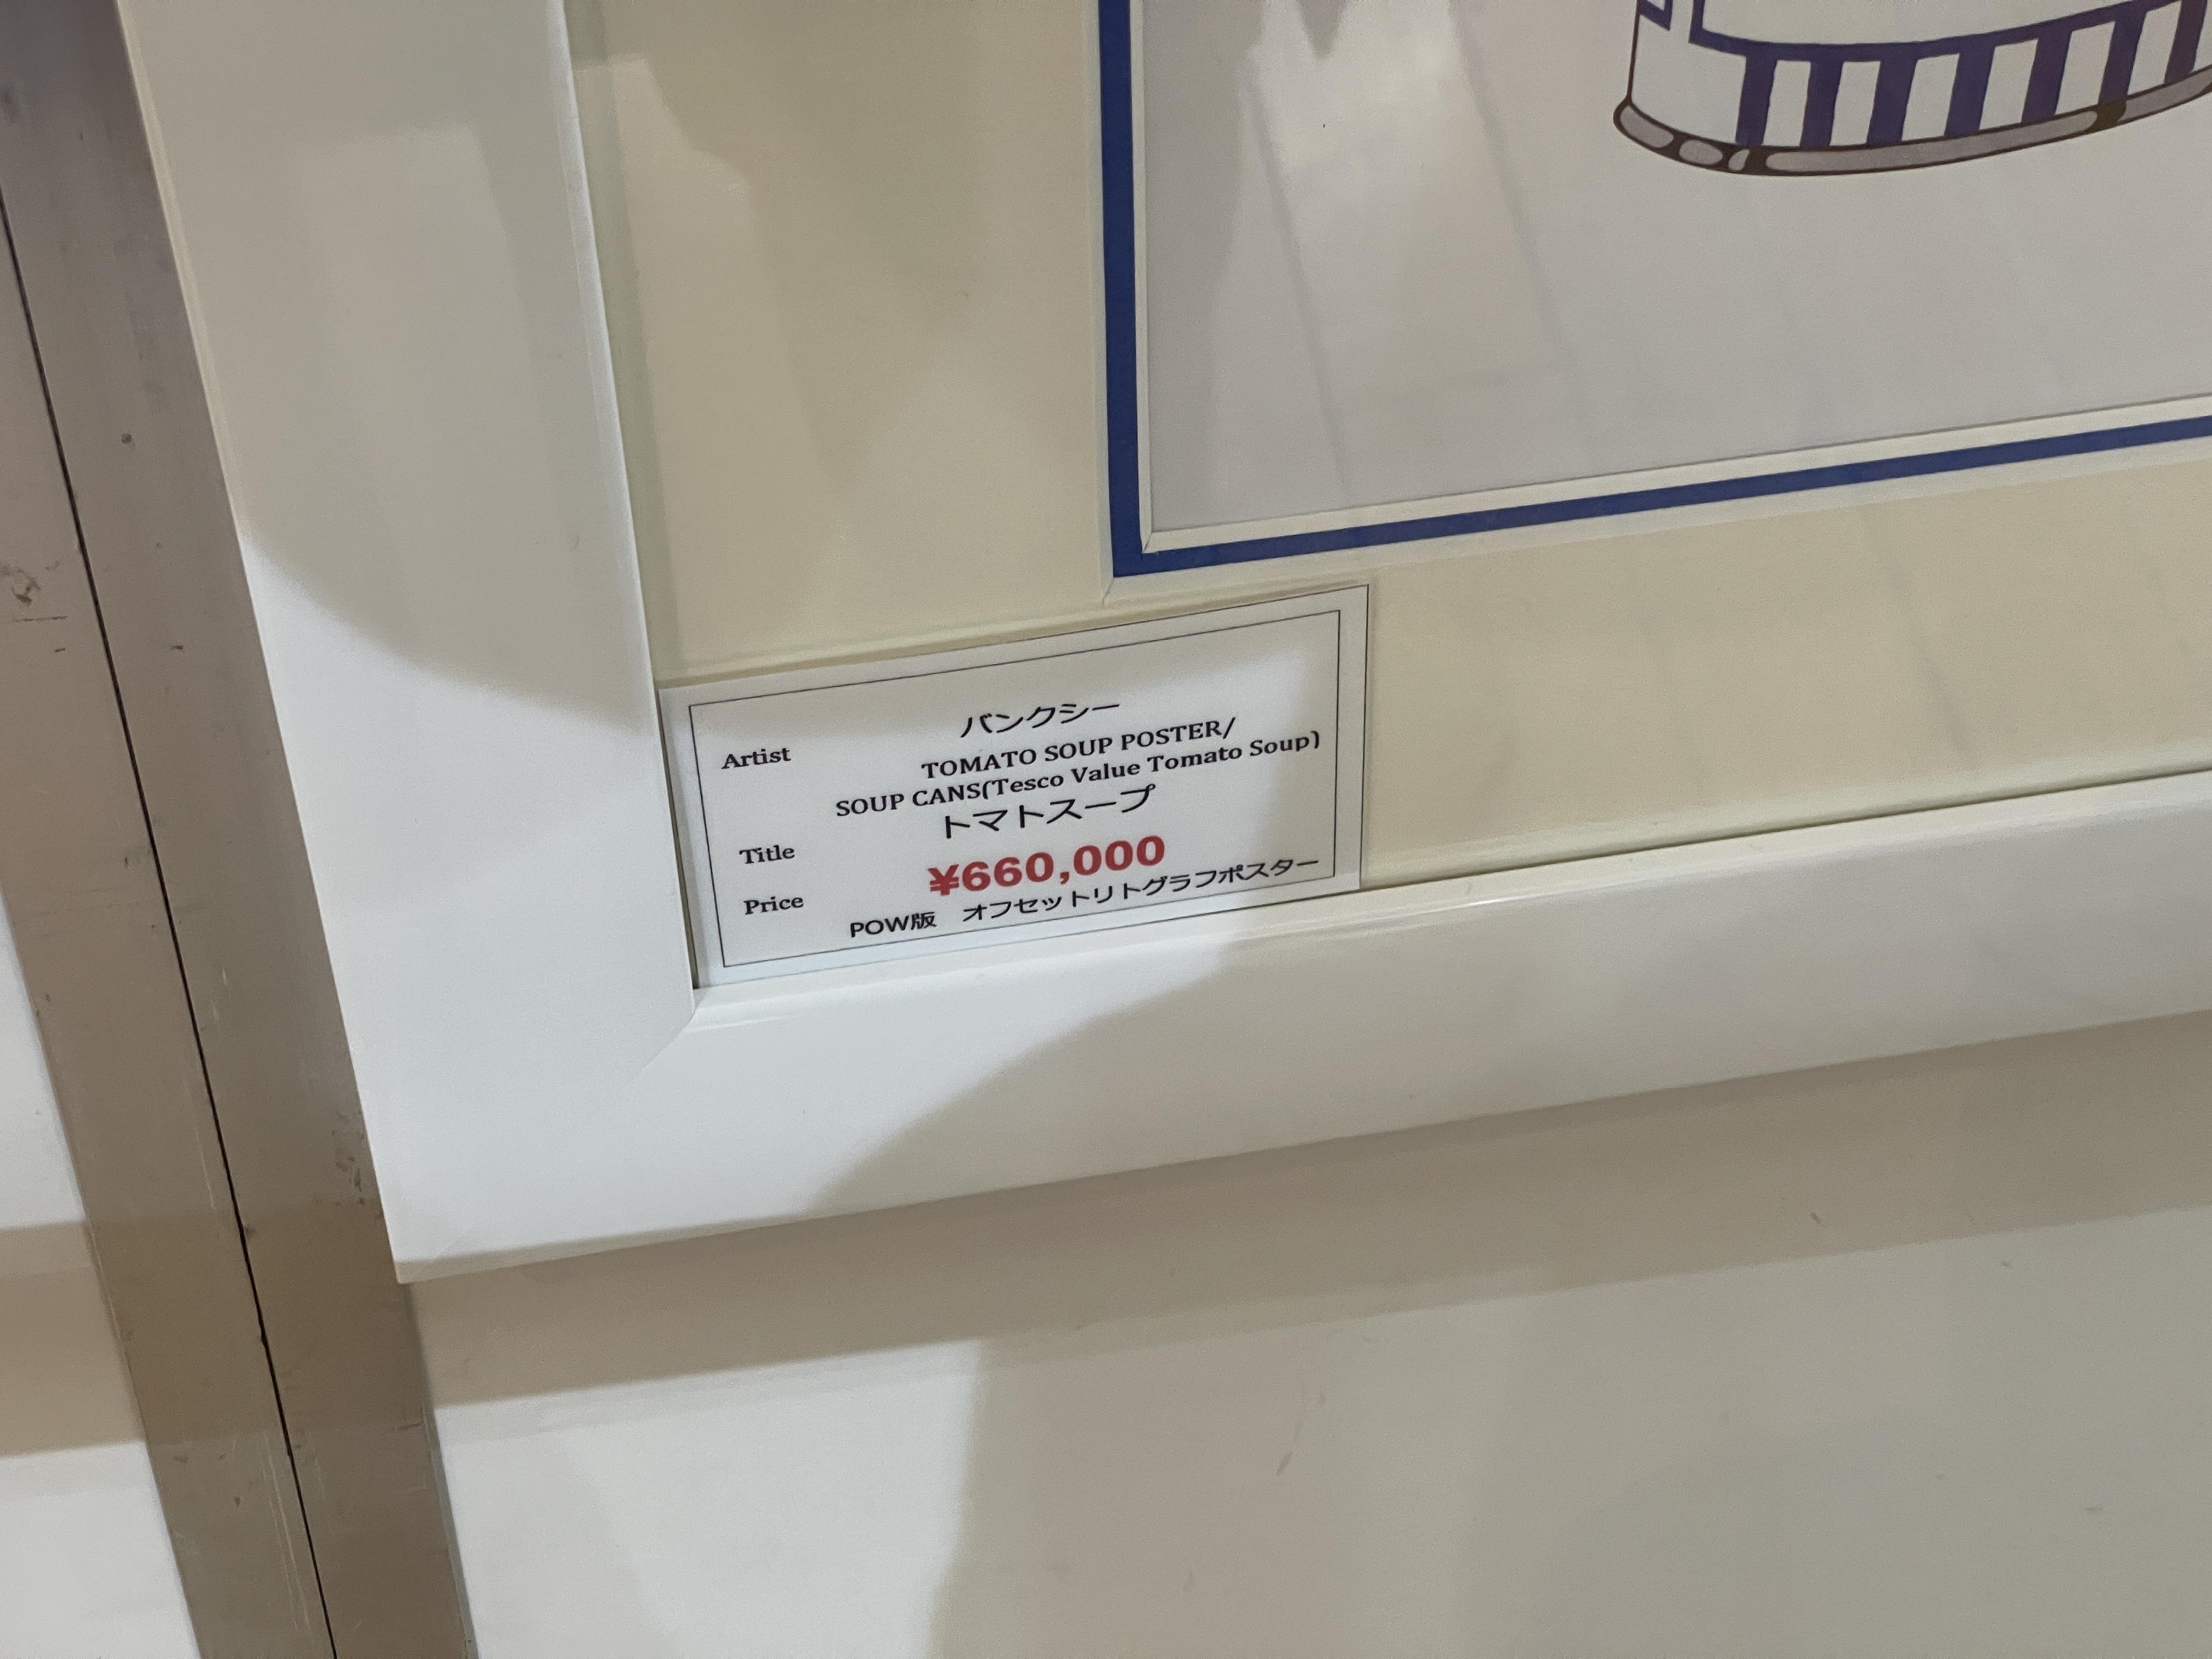 バンクシー
Artist
TOMATO SOUP POSTER/
SOUP CANS(Tesco Value Tomato Soup)
トマトスープ
Title
¥660,000
Price
POW版　オフセットリトグラフポスター